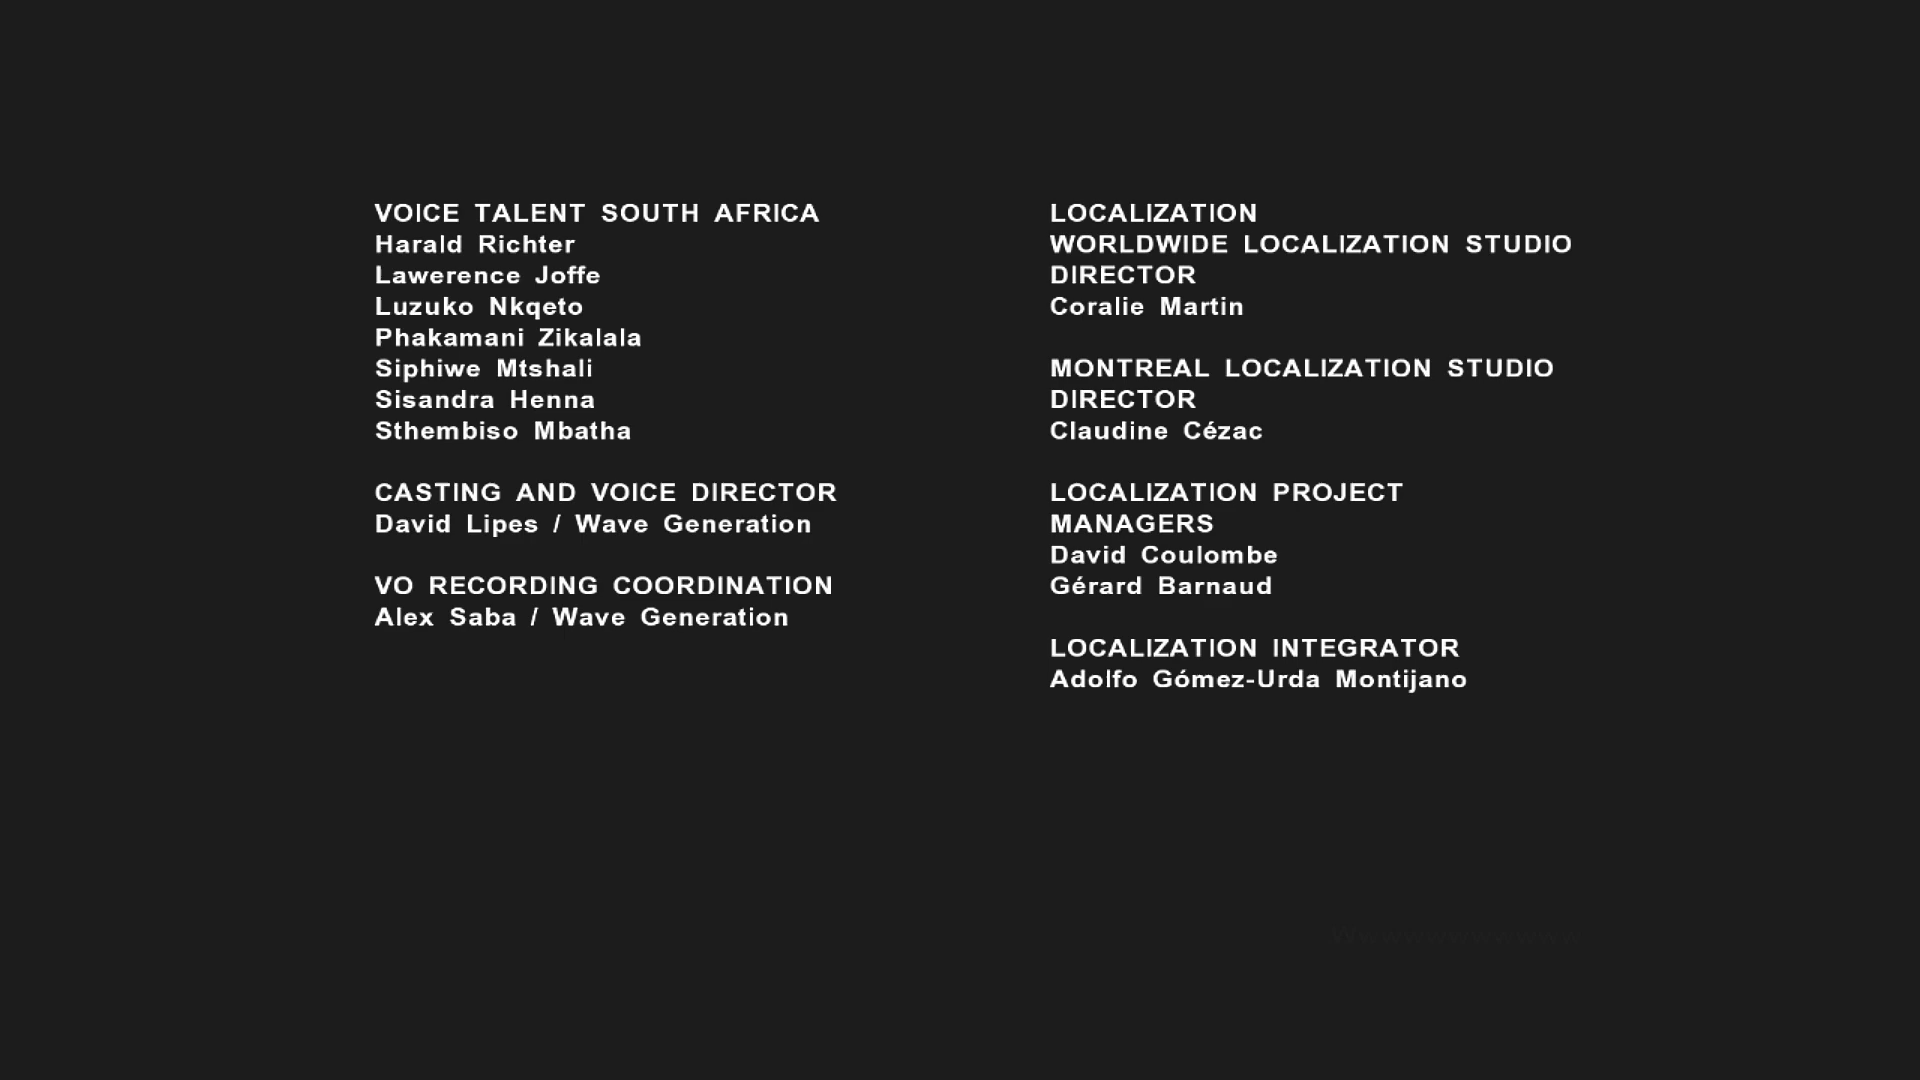 VOICE TALENT SOUTH AFRICA
Harald Richter
Lawerence Joffe
Luzuko Nkqeto
Phakamani Zikalala
Siphiwe Mtshali
Sisandra Henna
Sthembiso Mbatha
CASTING AND VOICE DIRECTOR
David Lipes / Wave Generation
VO RECORDING COORDINATION
Alex Saba / Wave Generation
LOCALIZATION
WORLDWIDE LOCALIZATION STUDIO
DIRECTOR
Coralie Martin
MONTREAL LOCALIZATION STUDIO
DIRECTOR
Claudine Cézac
LOCALIZATION PROJECT
MANAGERS
David Coulombe
Gérard Barnaud
LOCALIZATION INTEGRATOR
Adolfo Gómez-Urda Montijano